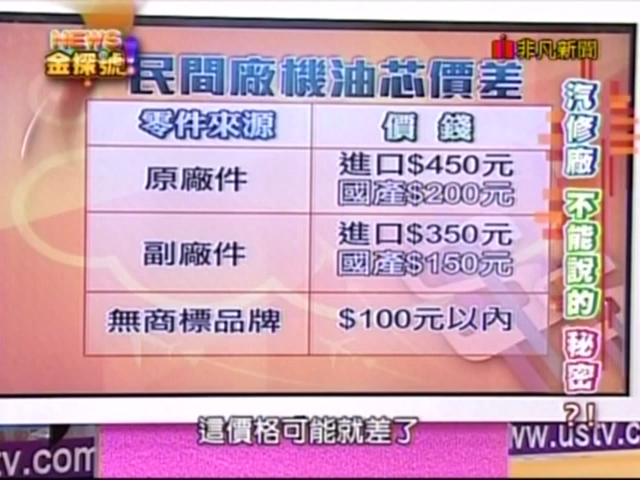 NEWS
金探號!
非凡新聞
民間廠機油芯價差
零件來源
價 錢
原廠件
進口$450元
國產$200元
副廠件
進口$350元
國產$150元
無商標品牌
$100元以內
汽修廠 不能說的 秘密?!
這價格可能就差了
tv.com
ww.ustv.c